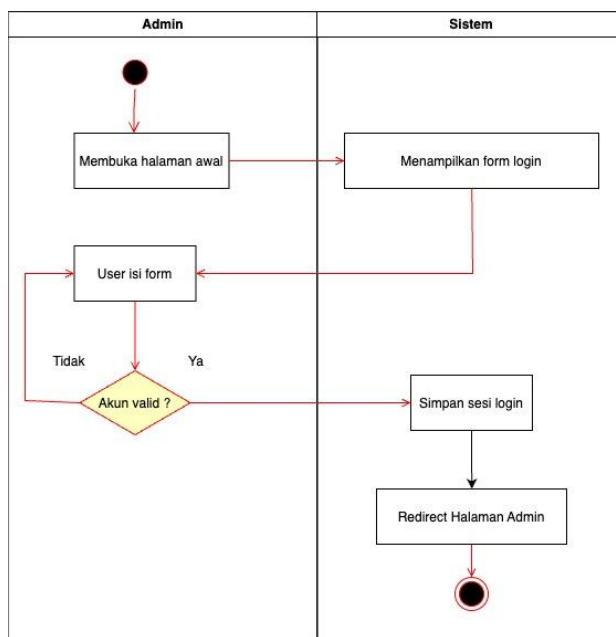 Admin
Sistem
Membuka halaman awal
Menampilkan form login
User isi form
Tidak
Ya
Akun valid ?
Simpan sesi login
Redirect Halaman Admin